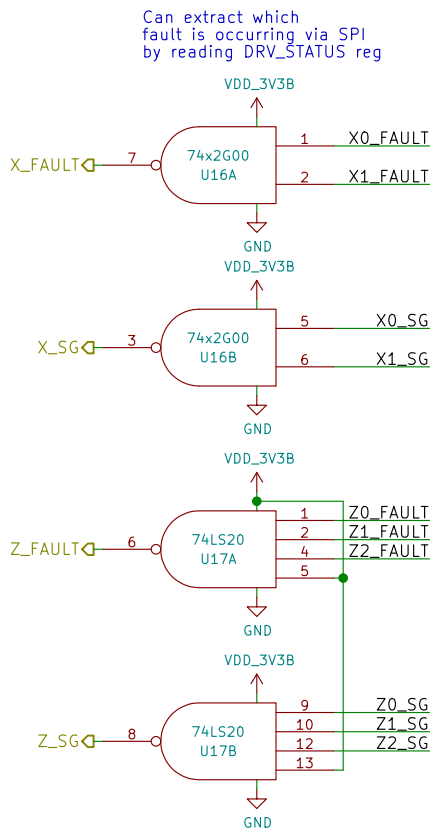 Can extract which
fault is occurring via SPI
by reading DRV_STATUS reg
VDD_3V3B
X_FAULT 7 74x2G00 U16A 1 X0_FAULT
2 X1_FAULT
GND
VDD_3V3B
X_SG 3 74x2G00 U16B 5 X0_SG
6 X1_SG
GND
VDD_3V3B
Z_FAULT 6 74LS20 U17A 1 Z0_FAULT
2 Z1_FAULT
4 Z2_FAULT
5
GND
VDD_3V3B
Z_SG 8 74LS20 U17B 9 Z0_SG
10 Z1_SG
12 Z2_SG
13
GND